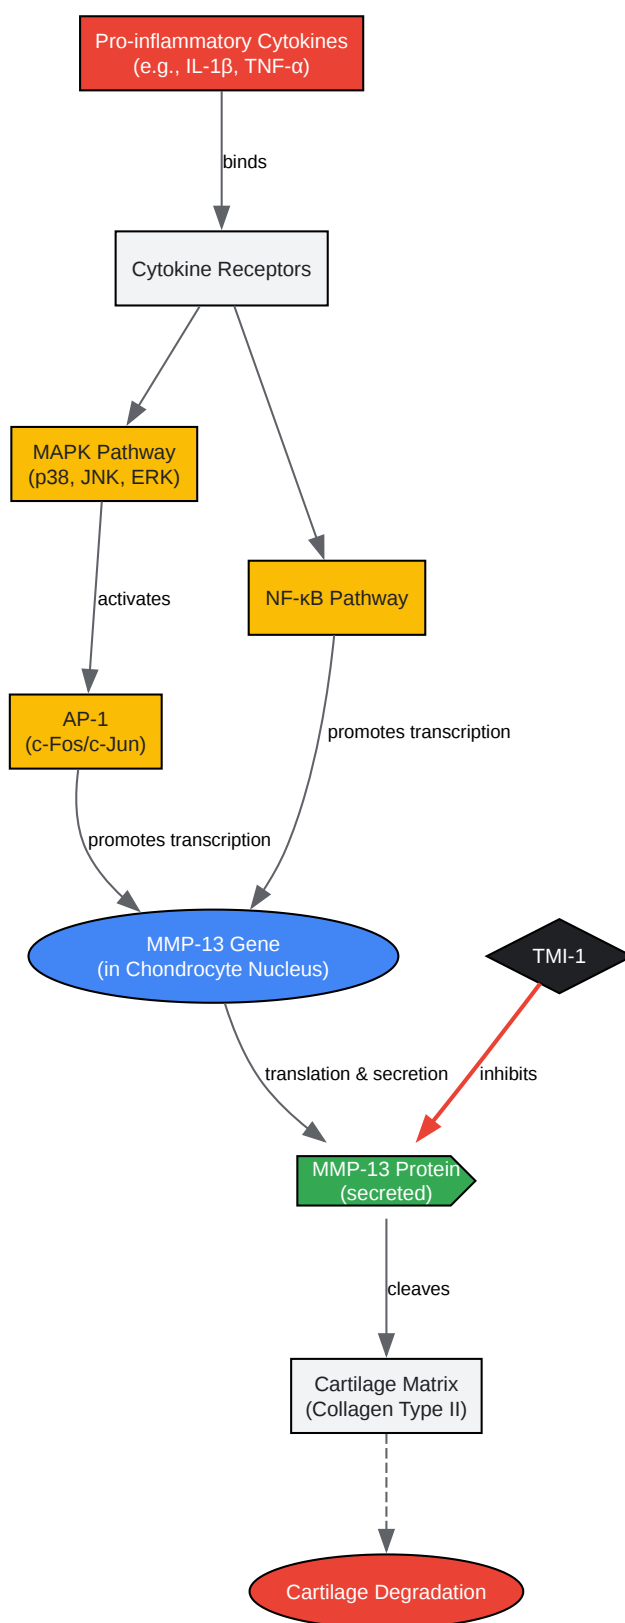 Pro-inflammatory Cytokines
(e.g., IL-1β, TNF-α)
binds
Cytokine Receptors
MAPK Pathway
(p38, JNK, ERK)
NF-κB Pathway
activates
AP-1
(c-Fos/c-Jun)
promotes transcription
promotes transcription
MMP-13 Gene
(in Chondrocyte Nucleus)
TMI-1
translation & secretion
inhibits
MMP-13 Protein
(secreted)
cleaves
Cartilage Matrix
(Collagen Type II)
Cartilage Degradation